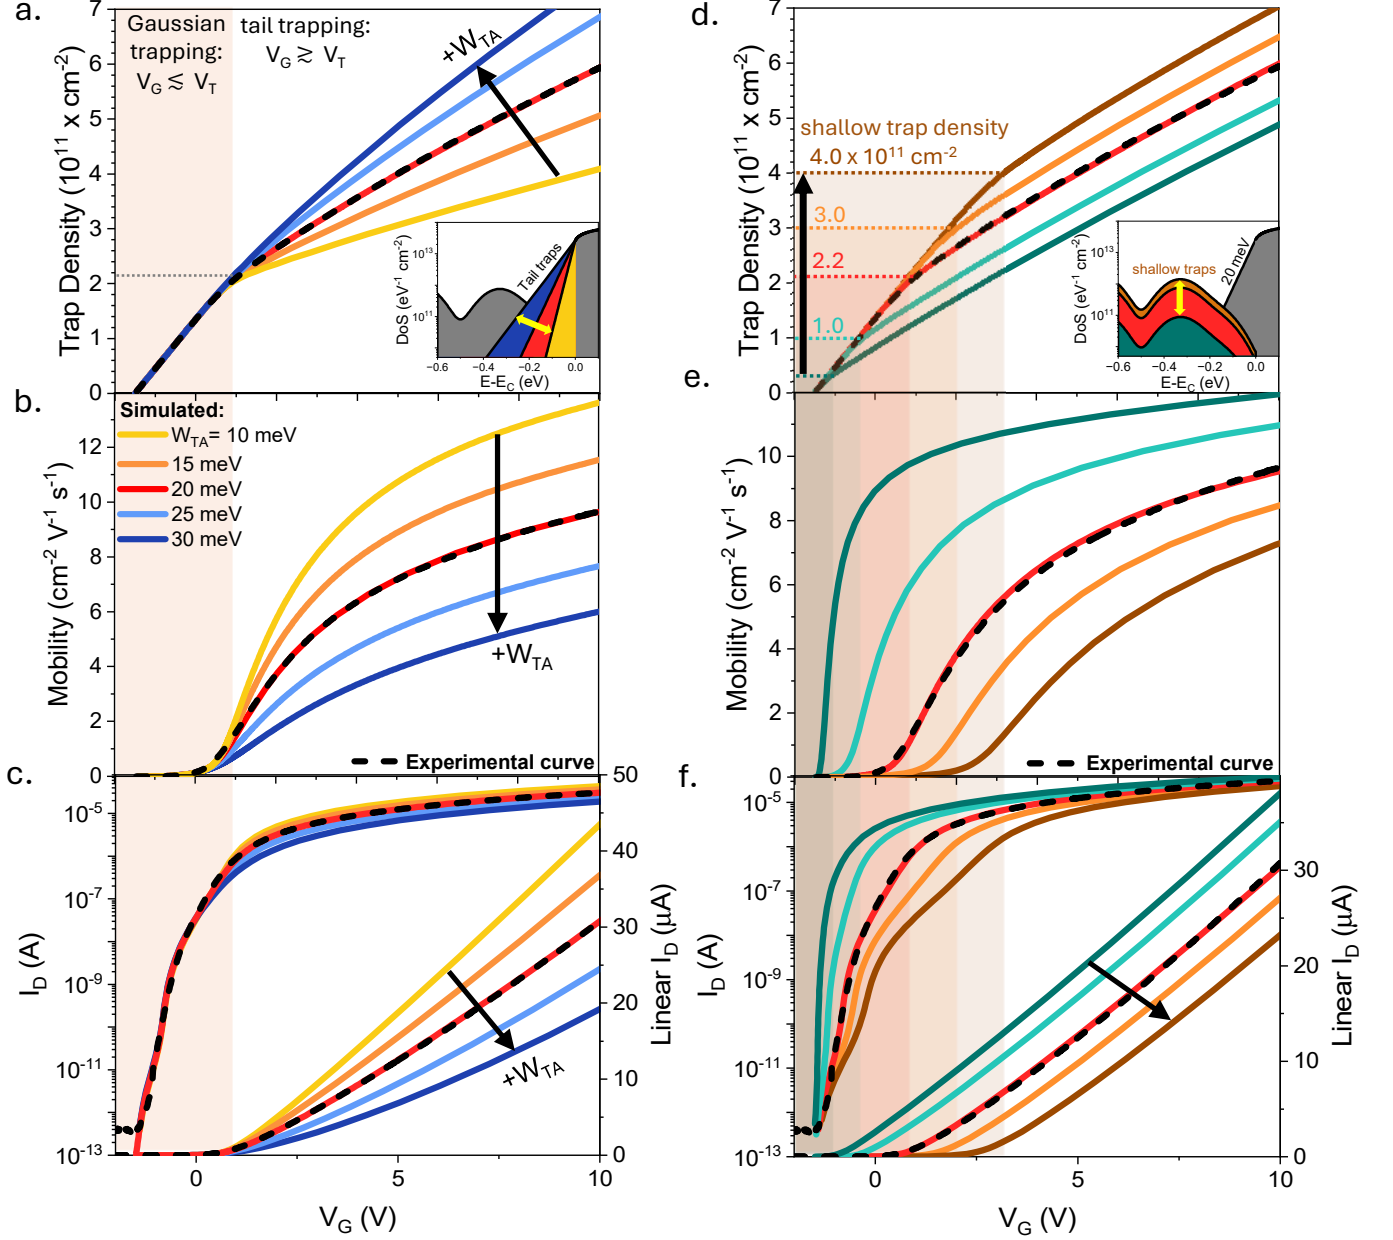 a.
Gaussian
trapping:
V_G ≲ V_T
tail trapping:
V_G ≳ V_T
+W_TA
Trap Density (10^11 x cm^-2)
7
6
5
4
3
2
1
0
DoS (eV^-1 cm^-2)
10^13
10^11
Tail traps
-0.6 -0.4 -0.2 0.0
E-E_C (eV)
b.
Simulated:
W_TA= 10 meV
15 meV
20 meV
25 meV
30 meV
+W_TA
Experimental curve
Mobility (cm^2 V^-1 s^-1)
12
10
8
6
4
2
0
c.
I_D (A)
10^-5
10^-7
10^-9
10^-11
10^-13
+W_TA
50
40
30
20
10
0
Linear I_D (μA)
0 5 10
V_G (V)
d.
Trap Density (10^11 x cm^-2)
7
6
5
4
3
2
1
0
shallow trap density
4.0 x 10^11 cm^-2
3.0
2.2
1.0
DoS (eV^-1 cm^-2)
10^13
10^11
shallow traps
20 meV
-0.6 -0.4 -0.2 0.0
E-E_C (eV)
e.
Mobility (cm^2 V^-1 s^-1)
10
8
6
4
2
0
Experimental curve
f.
I_D (A)
10^-5
10^-7
10^-9
10^-11
10^-13
30
20
10
0
Linear I_D (μA)
0 5 10
V_G (V)